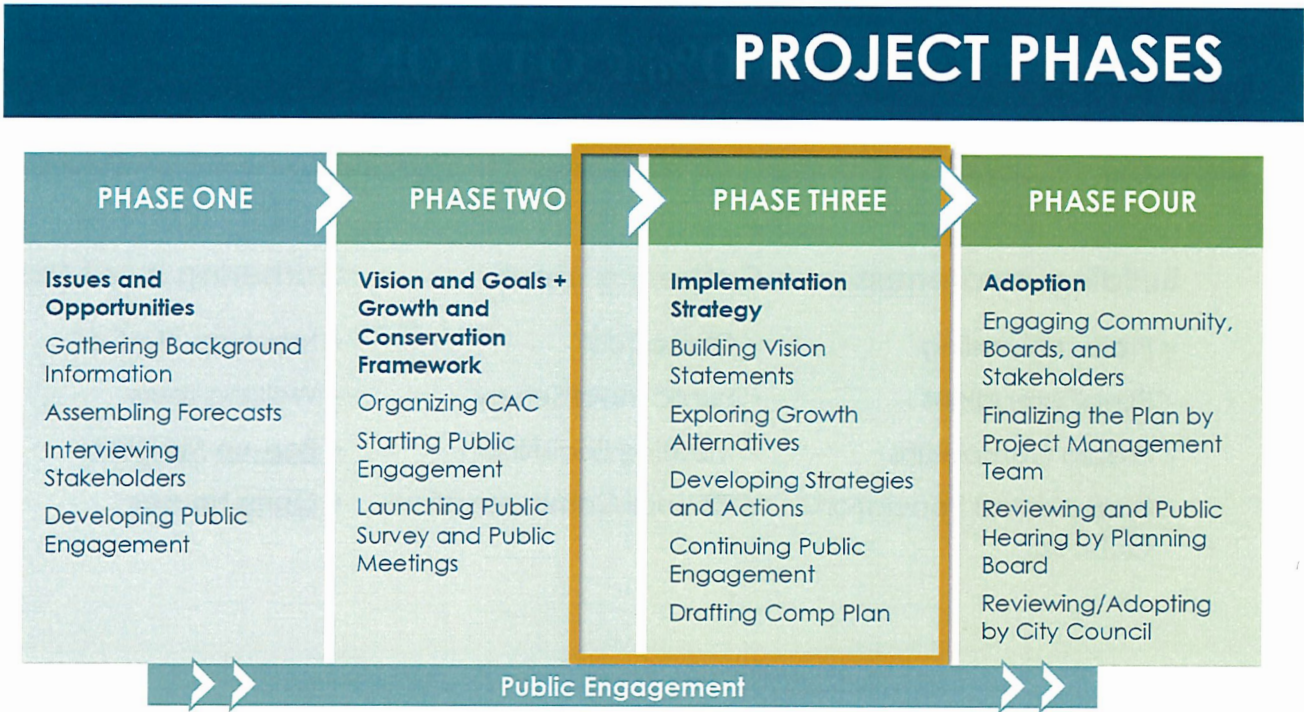 PROJECT PHASES
PHASE ONE
Issues and
Opportunities
Gathering Background
Information
Assembling Forecasts
Interviewing
Stakeholders
Developing Public
Engagement
PHASE TWO
Vision and Goals +
Growth and
Conservation
Framework
Organizing CAC
Starting Public
Engagement
Launching Public
Survey and Public
Meetings
PHASE THREE
Implementation
Strategy
Building Vision
Statements
Exploring Growth
Alternatives
Developing Strategies
and Actions
Continuing Public
Engagement
Drafting Comp Plan
PHASE FOUR
Adoption
Engaging Community,
Boards, and
Stakeholders
Finalizing the Plan by
Project Management
Team
Reviewing and Public
Hearing by Planning
Board
Reviewing/Adopting
by City Council
Public Engagement